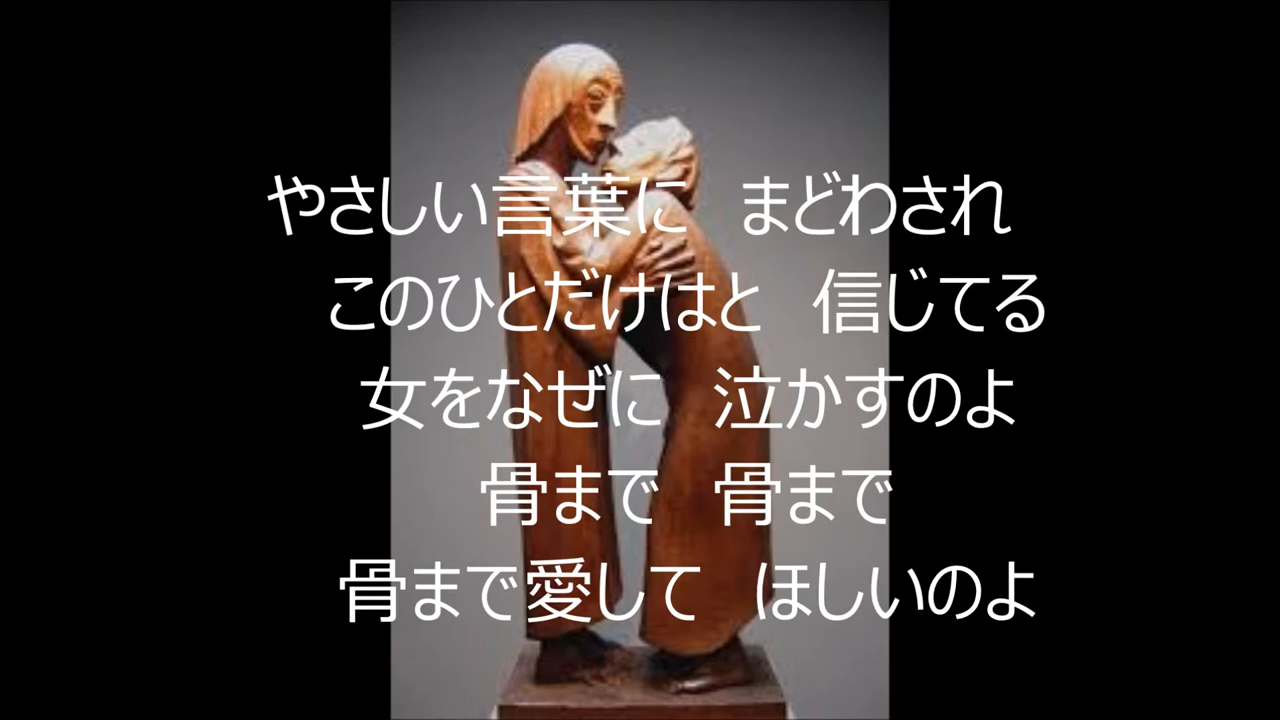 やさしい言葉に　まどわされ
このひとだけはと　信じてる
女をなぜに　泣かすのよ
骨まで　骨まで
骨まで愛して　ほしいのよ